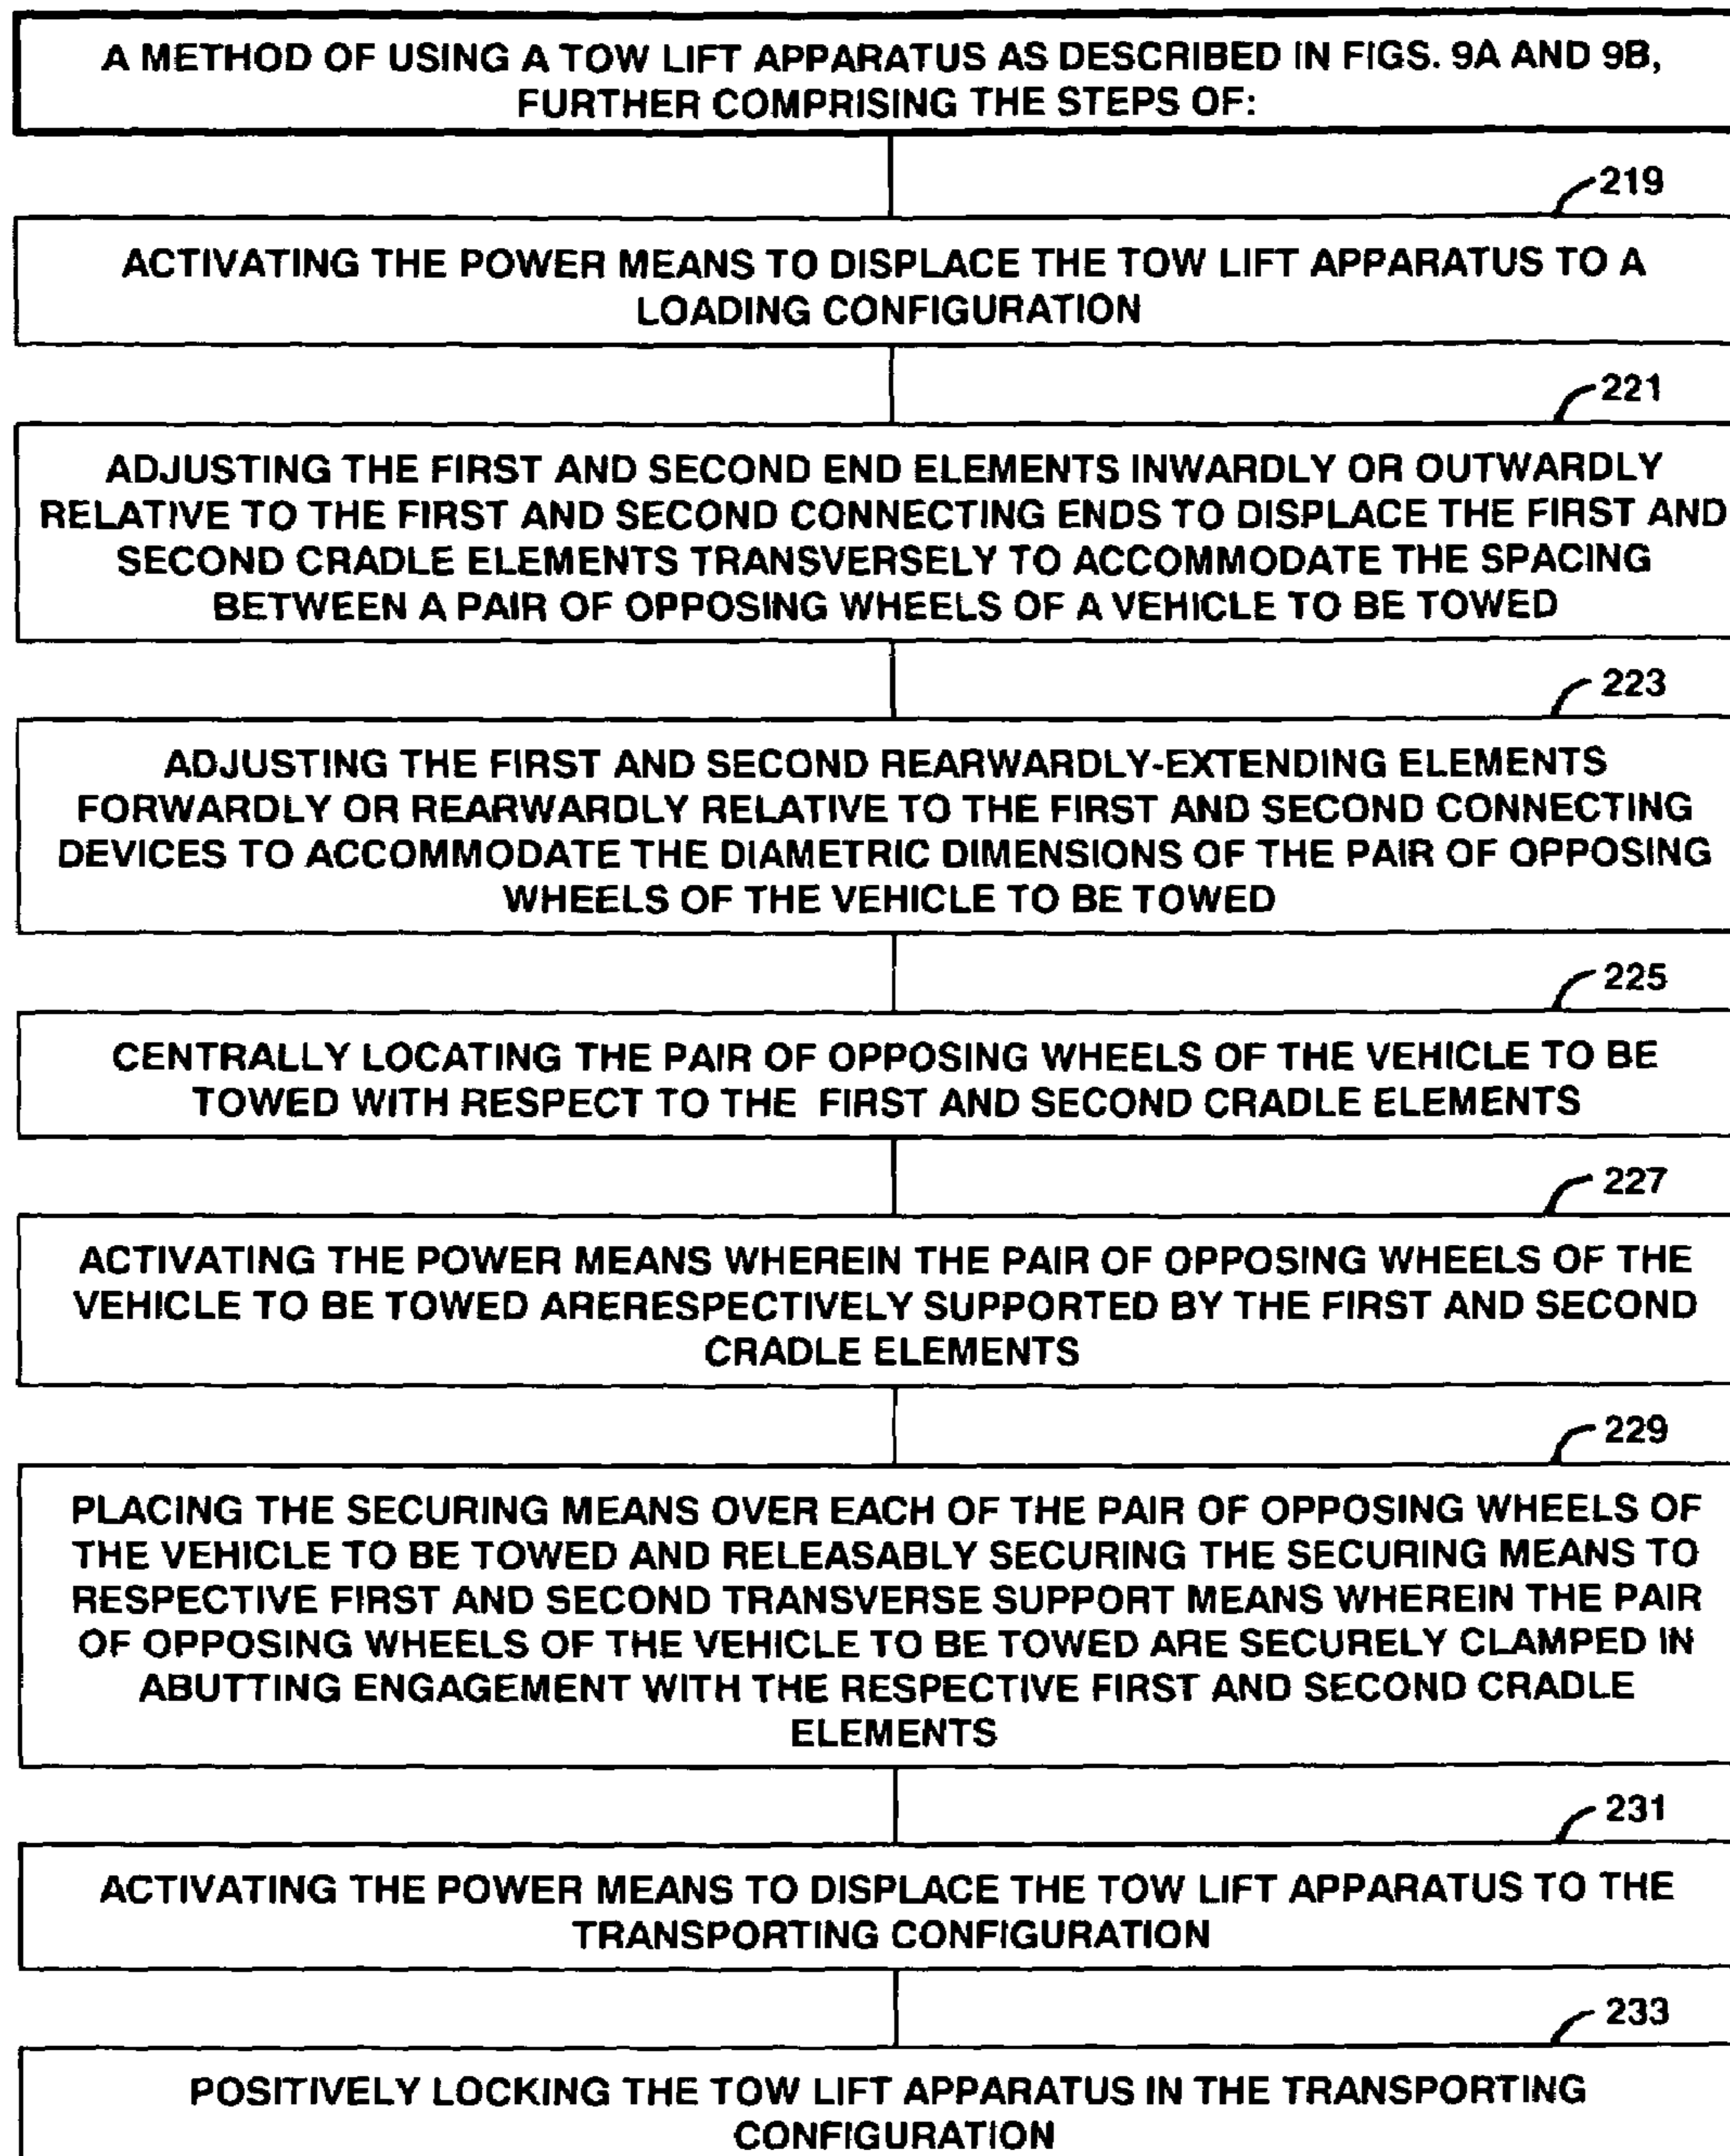 A METHOD OF USING A TOW LIFT APPARATUS AS DESCRIBED IN FIGS. 9A AND 9B,
FURTHER COMPRISING THE STEPS OF:
219
ACTIVATING THE POWER MEANS TO DISPLACE THE TOW LIFT APPARATUS TO A
LOADING CONFIGURATION
221
ADJUSTING THE FIRST AND SECOND END ELEMENTS INWARDLY OR OUTWARDLY
RELATIVE TO THE FIRST AND SECOND CONNECTING ENDS TO DISPLACE THE FIRST AND
SECOND CRADLE ELEMENTS TRANSVERSELY TO ACCOMMODATE THE SPACING
BETWEEN A PAIR OF OPPOSING WHEELS OF A VEHICLE TO BE TOWED
223
ADJUSTING THE FIRST AND SECOND REARWARDLY-EXTENDING ELEMENTS
FORWARDLY OR REARWARDLY RELATIVE TO THE FIRST AND SECOND CONNECTING
DEVICES TO ACCOMMODATE THE DIAMETRIC DIMENSIONS OF THE PAIR OF OPPOSING
WHEELS OF THE VEHICLE TO BE TOWED
225
CENTRALLY LOCATING THE PAIR OF OPPOSING WHEELS OF THE VEHICLE TO BE
TOWED WITH RESPECT TO THE FIRST AND SECOND CRADLE ELEMENTS
227
ACTIVATING THE POWER MEANS WHEREIN THE PAIR OF OPPOSING WHEELS OF THE
VEHICLE TO BE TOWED ARERESPECTIVELY SUPPORTED BY THE FIRST AND SECOND
CRADLE ELEMENTS
229
PLACING THE SECURING MEANS OVER EACH OF THE PAIR OF OPPOSING WHEELS OF
THE VEHICLE TO BE TOWED AND RELEASABLY SECURING THE SECURING MEANS TO
RESPECTIVE FIRST AND SECOND TRANSVERSE SUPPORT MEANS WHEREIN THE PAIR
OF OPPOSING WHEELS OF THE VEHICLE TO BE TOWED ARE SECURELY CLAMPED IN
ABUTTING ENGAGEMENT WITH THE RESPECTIVE FIRST AND SECOND CRADLE
ELEMENTS
231
ACTIVATING THE POWER MEANS TO DISPLACE THE TOW LIFT APPARATUS TO THE
TRANSPORTING CONFIGURATION
233
POSITIVELY LOCKING THE TOW LIFT APPARATUS IN THE TRANSPORTING
CONFIGURATION